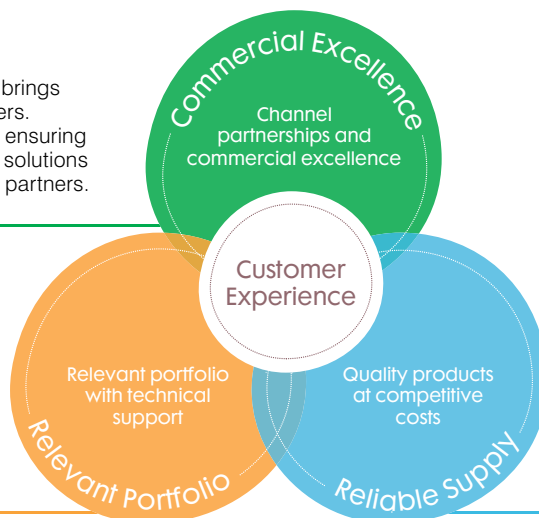 brings
ers.
ensuring
solutions
partners.
Commercial Excellence
Channel
partnerships and
commercial excellence
Customer
Experience
Relevant portfolio
with technical
support
Relevant Portfolio
Quality products
at competitive
costs
Reliable Supply